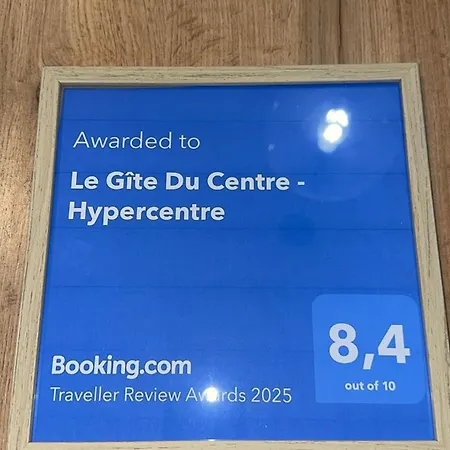 Awarded to
Le Gîte Du Centre -
Hypercentre
8,4
out of 10
Booking.com
Traveller Review Awards 2025